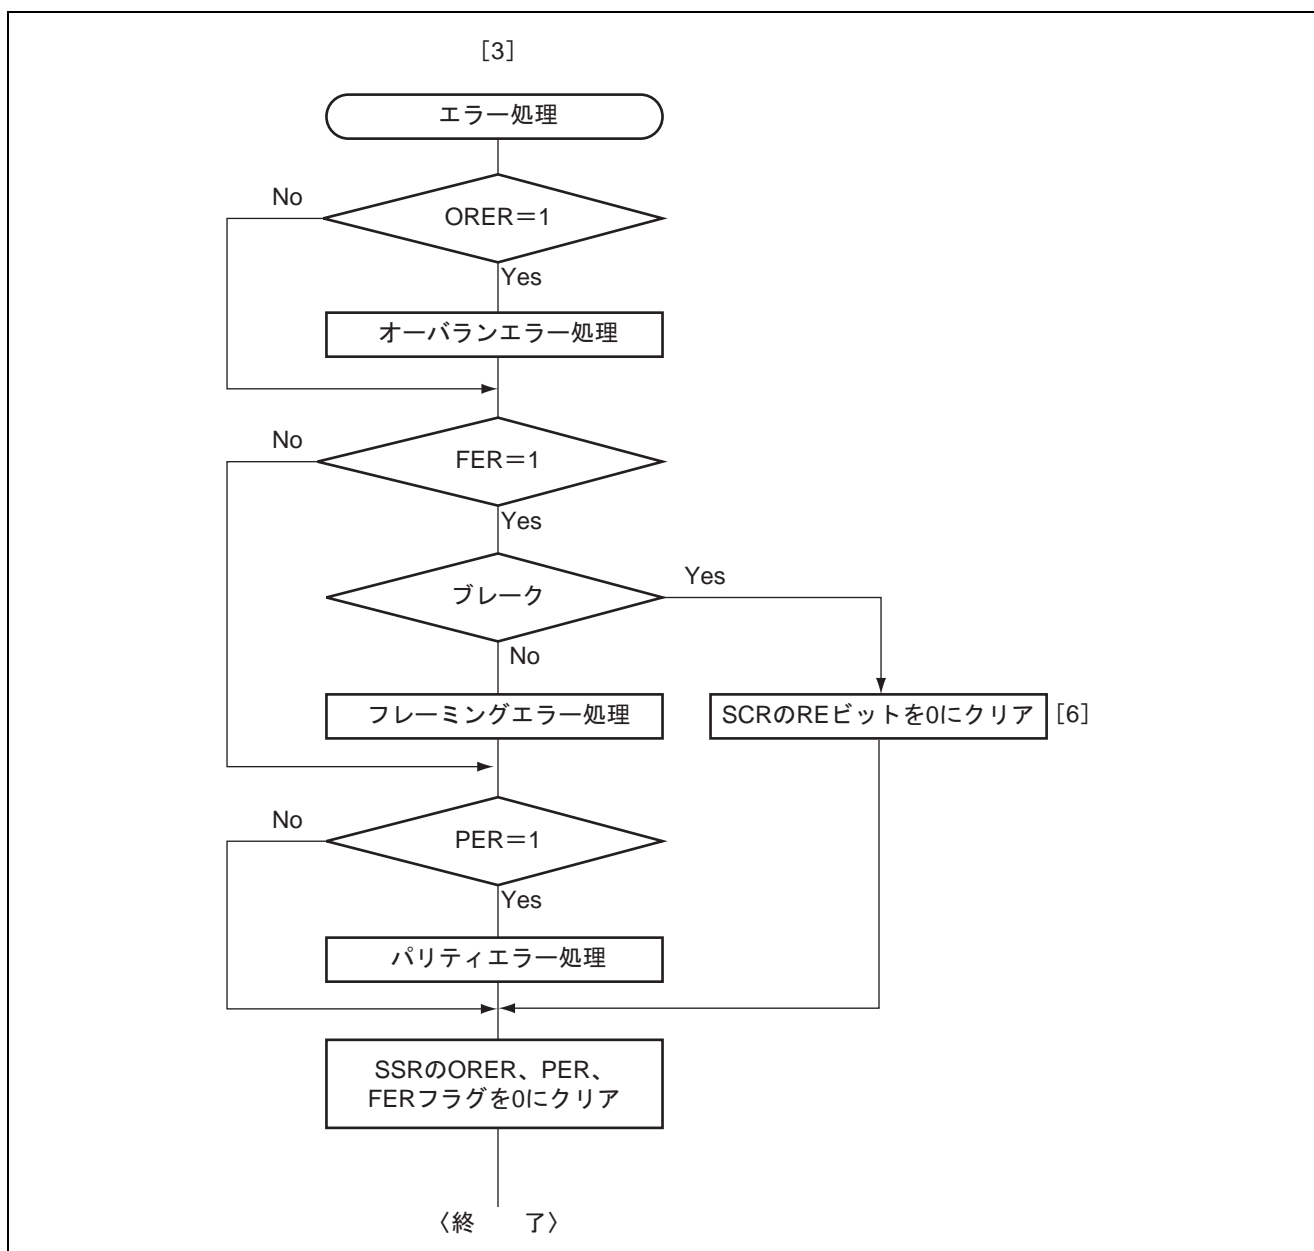 [3]
エラー処理
No
ORER＝1
Yes
オーバランエラー処理
No
FER＝1
Yes
ブレーク
Yes
No
フレーミングエラー処理
SCRのREビットを0にクリア [6]
No
PER＝1
Yes
パリティエラー処理
SSRのORER、PER、
FERフラグを0にクリア
〈終　　了〉